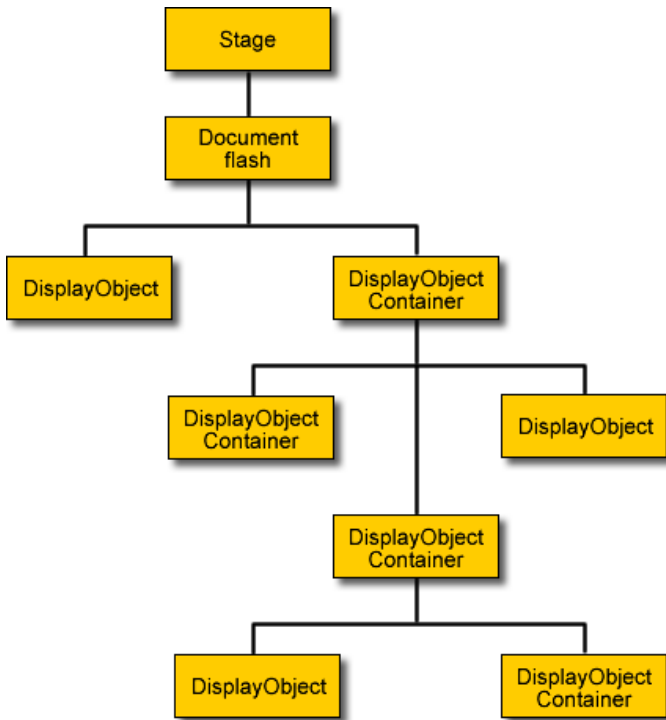 Stage
Document
flash
DisplayObject
DisplayObject
Container
DisplayObject
Container
DisplayObject
DisplayObject
Container
DisplayObject
DisplayObject
Container